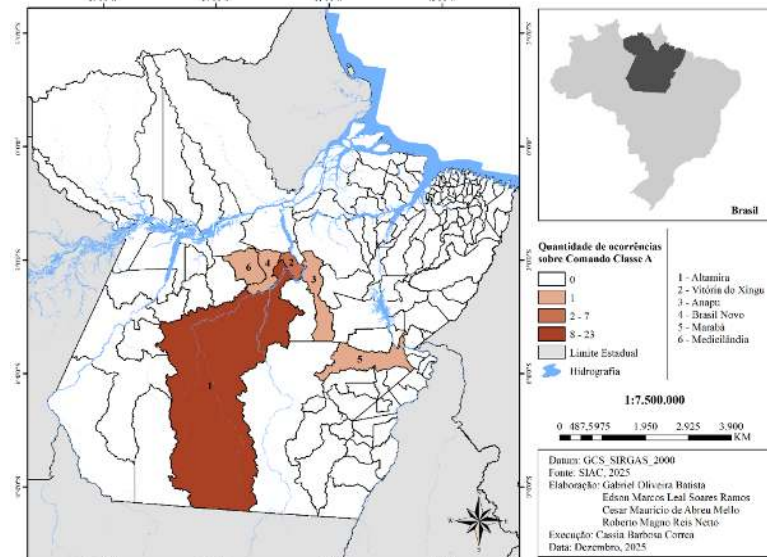 6
4
2
3
5
1
Brasil
Quantidade de ocorrências
sobre Comando Classe A
0
1
2 - 7
8 - 23
Limite Estadual
Hidrografia
1 - Altamira
2 - Vitória do Xingu
3 - Anapu
4 - Brasil Novo
5 - Marabá
6 - Medicilândia
1:7.500.000
0 487,5975 1.950 2.925 3.900
KM
Datum: GCS_SIRGAS_2000
Fonte: SIAC, 2025
Elaboração: Gabriel Oliveira Batista
Edson Marcos Leal Soares Ramos
Cesar Maurício de Abreu Mello
Roberto Magno Reis Netto
Execução: Cassia Barbosa Correa
Data: Dezembro, 2025